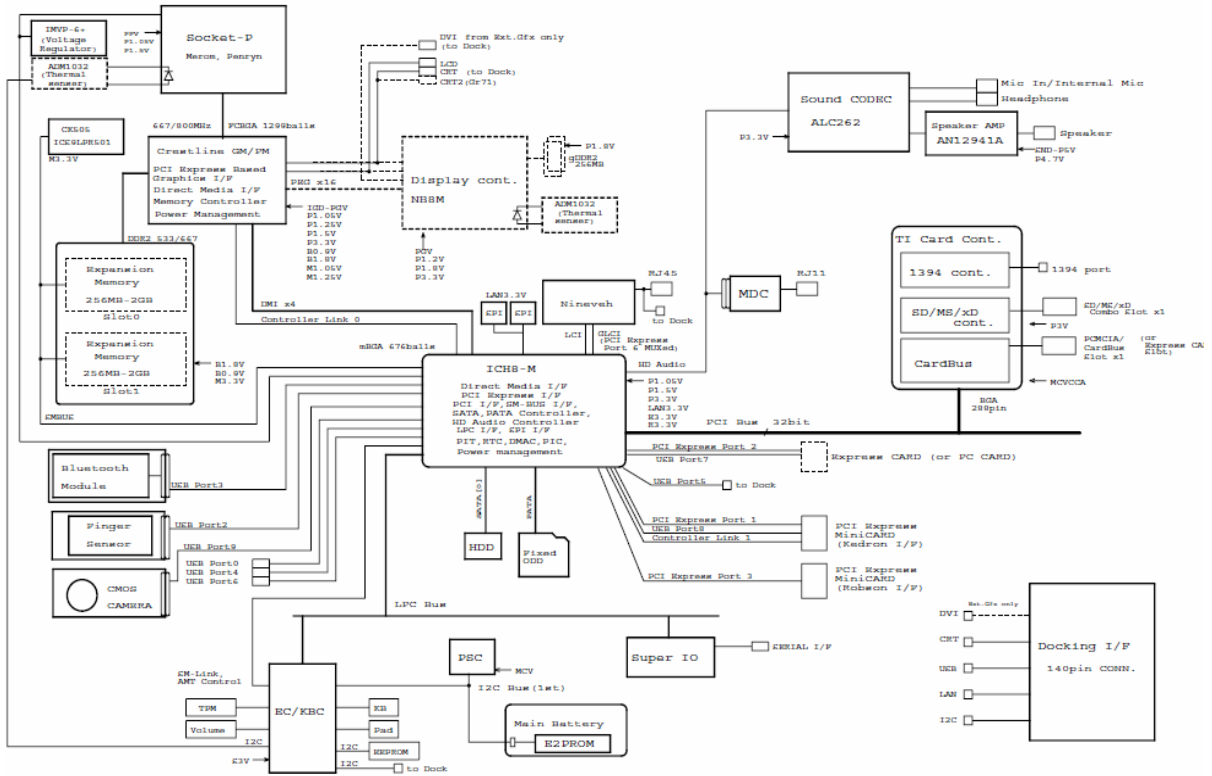 IMVP-6+
(Voltage
Regulator)
PPV
P1.05V
P1.5V
Socket-P
Merom, Penryn
ADM1032
(Thermal
sensor)
DVI from Ext.Gfx only
(to Dock)
LCD
CRT (to Dock)
CRT2(Gr71)
667/800MHz
FCBGA 1299balls
CK505
ICS9LPR501
M3.3V
Crestline GM/PM
PCI Express Based
Graphics I/F
Direct Media I/F
Memory Controller
Power Management
PEG x16
Display cont.
NB8M
P1.8V
gDDR2
256MB
ADM1032
(Thermal
sensor)
IGD-PGV
P1.05V
P1.25V
P1.5V
P3.3V
B0.9V
B1.8V
M1.05V
M1.25V
PGV
P1.2V
P1.8V
P3.3V
Sound CODEC
ALC262
P3.3V
Mic In/Internal Mic
Headphone
Speaker AMP
AN12941A
Speaker
SND-P5V
P4.7V
DDR2 533/667
Expansion
Memory
256MB-2GB
Slot0
Expansion
Memory
256MB-2GB
Slot1
B1.8V
B0.9V
M3.3V
SMBUS
DMI x4
Controller Link 0
LAN3.3V
SPI
SPI
Nineveh
RJ45
to Dock
LCI
GLCI
(PCI Express
Port 6 MUXed)
MDC
RJ11
TI Card Cont.
1394 cont.
1394 port
SD/MS/xD
cont.
SD/MS/xD
Combo Slot x1
P3V
CardBus
PCMCIA/
CardBus
Slot x1
(or
Express CA
Slot)
MCVCCA
BGA
288pin
mBGA 676balls
ICH8-M
Direct Media I/F
PCI Express I/F
PCI I/F,SM-BUS I/F,
SATA,PATA Controller,
HD Audio Controller
LPC I/F, SPI I/F
PIT,RTC,DMAC,PIC,
Power management
HD Audio
P1.05V
P1.5V
P3.3V
LAN3.3V
S3.3V
R3.3V
PCI Bus 32bit
PCI Express Port 2
USB Port7
Express CARD (or PC CARD)
USB Port5
to Dock
PCI Express Port 1
USB Port8
Controller Link 1
PCI Express
MiniCARD
(Kedron I/F)
PCI Express Port 3
PCI Express
MiniCARD
(Robson I/F)
Bluetooth
Module
USB Port3
Finger
Sensor
USB Port2
CMOS
CAMERA
USB Port9
USB Port0
USB Port4
USB Port6
SATA[0]
HDD
PATA
Fixed
ODD
LPC Bus
Super IO
SERIAL I/F
SM-Link,
AMT Control
EC/KBC
TPM
Volume
I2C
S3V
KB
Pad
I2C
EEPROM
I2C
to Dock
PSC
MCV
I2C Bus(1st)
Main Battery
E2PROM
Ext.Gfx only
DVI
CRT
USB
LAN
I2C
Docking I/F
140pin CONN.